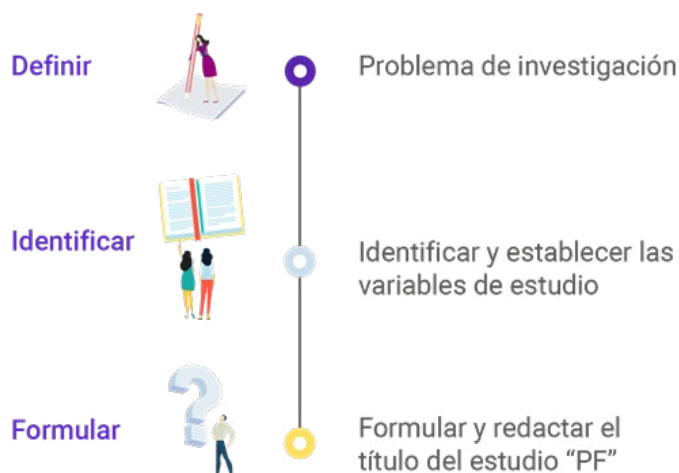 Definir
Problema de investigación
Identificar
Identificar y establecer las
variables de estudio
Formular
Formular y redactar el
título del estudio “PF”